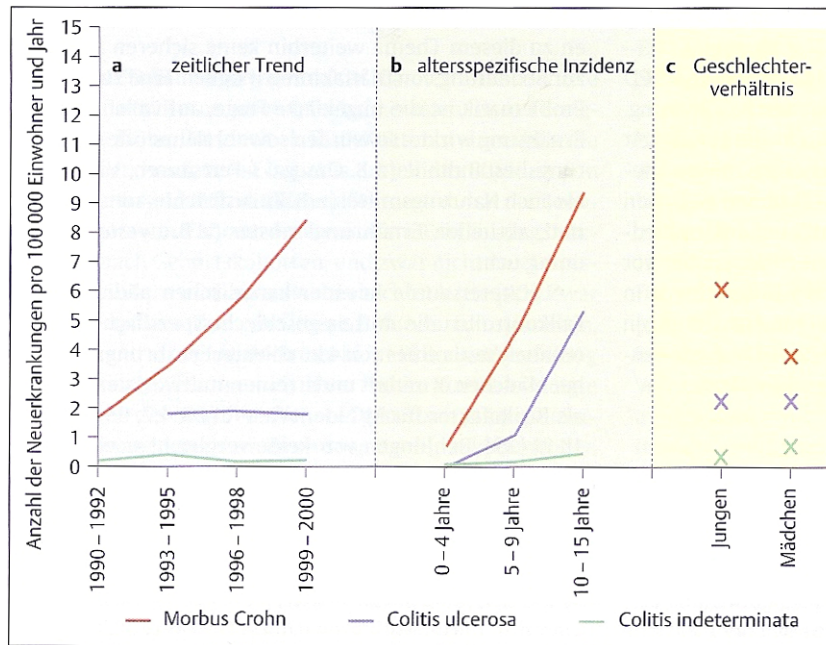 Anzahl der Neuerkrankungen pro 100 000 Einwohner und Jahr
15
14
13
12
11
10
9
8
7
6
5
4
3
2
1
0
a zeitlicher Trend
b altersspezifische Inzidenz
c Geschlechter-
verhältnis
1990 – 1992
1993 – 1995
1996 – 1998
1999 – 2000
0 – 4 Jahre
5 – 9 Jahre
10 – 15 Jahre
Jungen
Mädchen
Morbus Crohn
Colitis ulcerosa
Colitis indeterminata